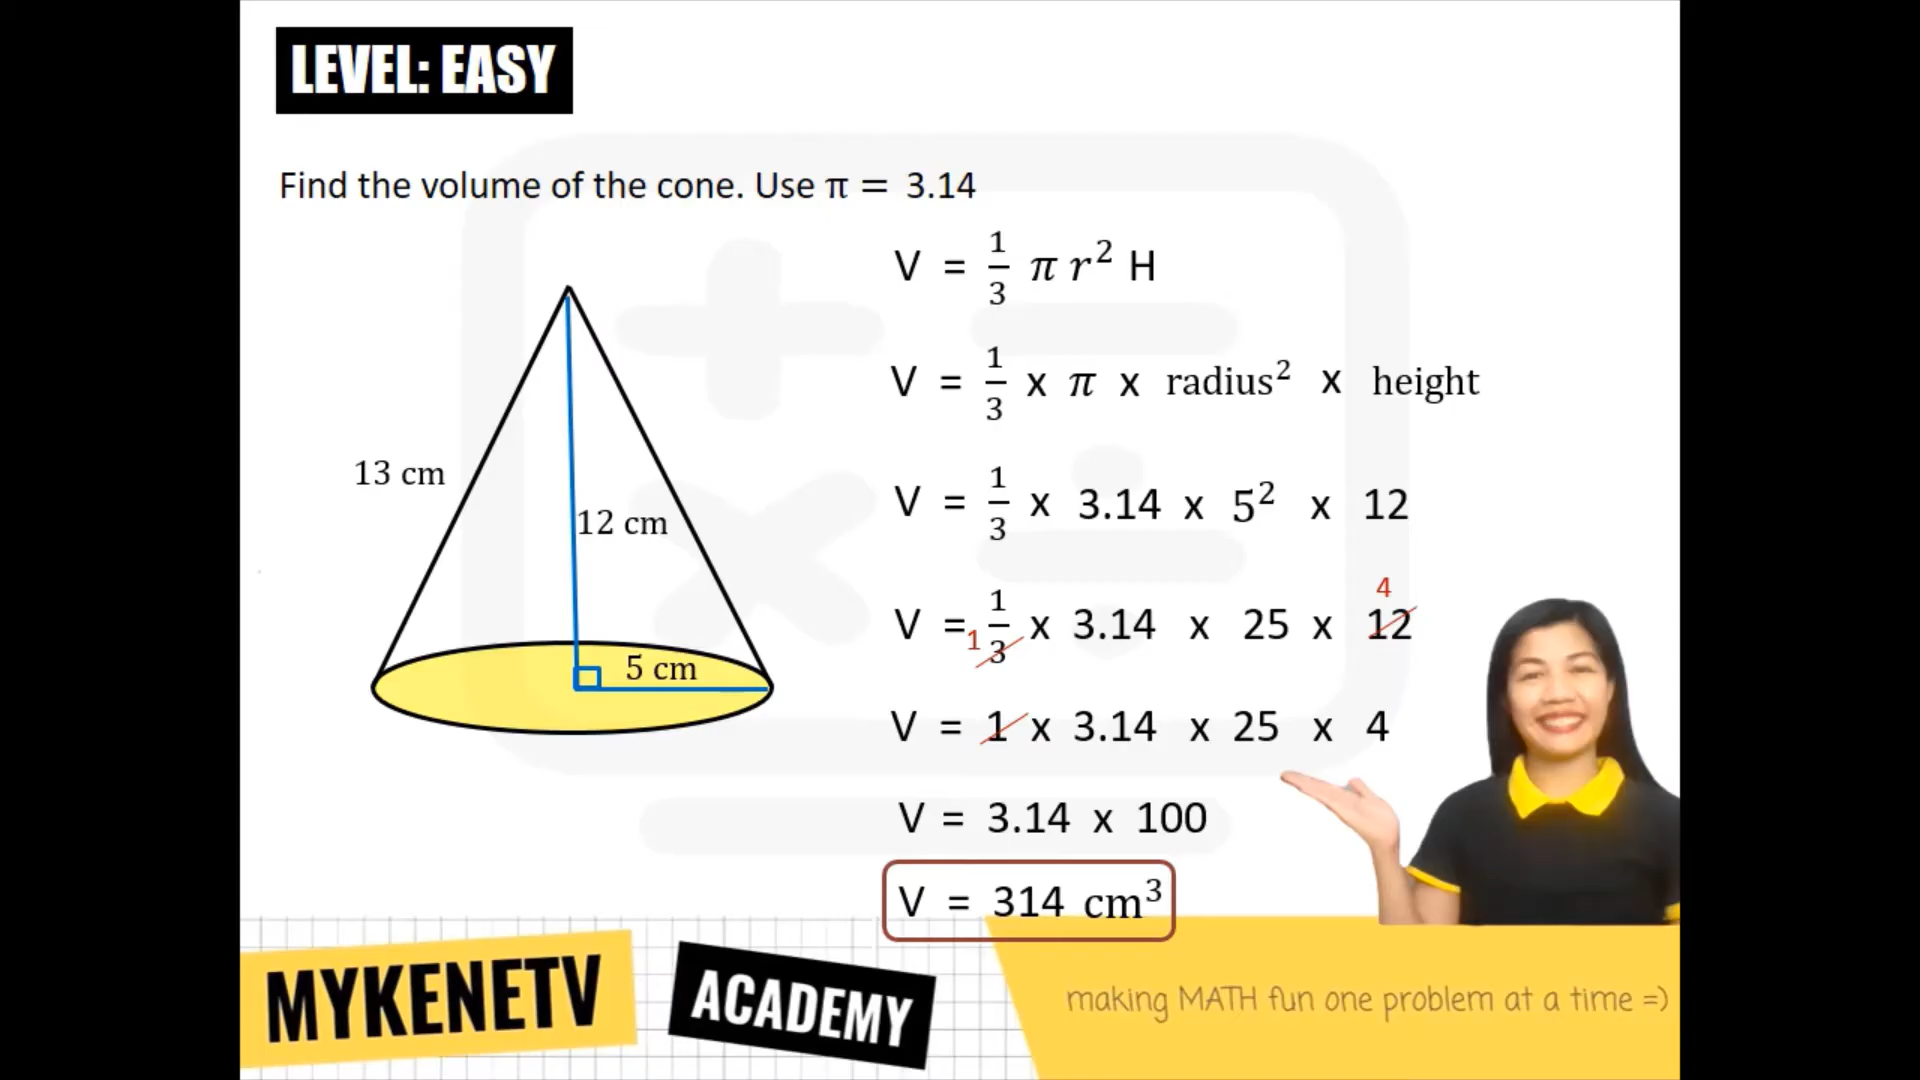 LEVEL: EASY
Find the volume of the cone. Use π = 3.14
V = 1/3 π r² H
V = 1/3 x π x radius² x height
13 cm
12 cm
5 cm
V = 1/3 x 3.14 x 5² x 12
4
V = 1/3 x 3.14 x 25 x 12
1
V = 1 x 3.14 x 25 x 4
V = 3.14 x 100
V = 314 cm³
MYKENETV ACADEMY
making MATH fun one problem at a time =)